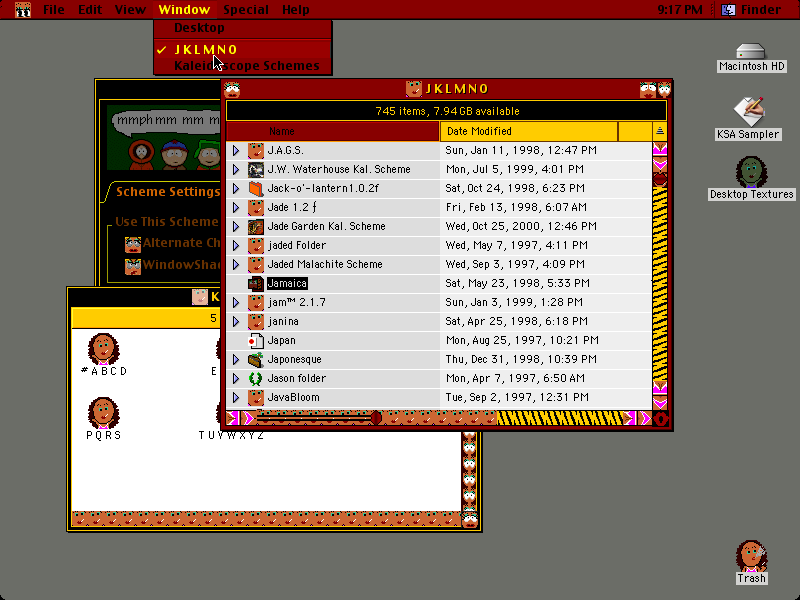 File Edit View Window Special Help 9:17 PM Finder
Desktop
✓ JKLMNO
Kaleidoscope Schemes
Macintosh HD
KSA Sampler
Desktop Textures
Trash
mmph mm mm m
Scheme Settings
Use This Scheme
Alternate Ch
WindowSha
JKLMNO
745 items, 7.94 GB available
Name Date Modified
J.A.G.S. Sun, Jan 11, 1998, 12:47 PM
J.W. Waterhouse Kal. Scheme Mon, Jul 5, 1999, 4:01 PM
Jack-o'-lantern1.0.2f Sat, Oct 24, 1998, 6:23 PM
Jade 1.2 ƒ Fri, Feb 13, 1998, 6:07 AM
Jade Garden Kal. Scheme Wed, Oct 25, 2000, 12:46 PM
jaded Folder Wed, May 7, 1997, 4:11 PM
Jaded Malachite Scheme Wed, Sep 3, 1997, 4:09 PM
Jamaica Sat, May 23, 1998, 5:33 PM
jam™ 2.1.7 Sun, Jan 3, 1999, 1:28 PM
janina Sat, Apr 25, 1998, 6:18 PM
Japan Mon, Aug 25, 1997, 10:21 PM
Japonesque Thu, Dec 31, 1998, 10:39 PM
Jason folder Mon, Apr 7, 1997, 6:50 AM
JavaBloom Tue, Sep 2, 1997, 12:31 PM
K
5
#ABCD E
PQRS TUVWXYZ